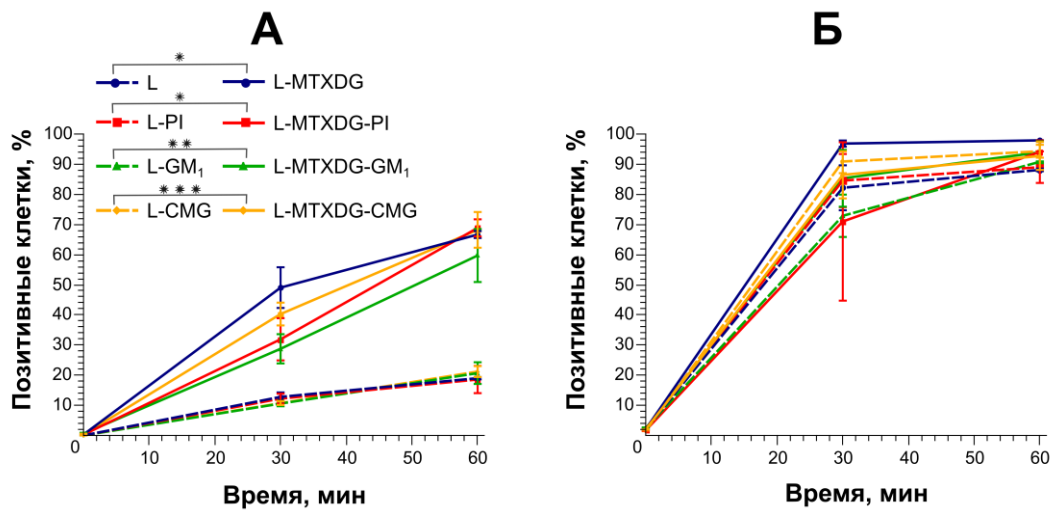 А
Б
*
L L-MTXDG
*
L-PI L-MTXDG-PI
**
L-GM₁ L-MTXDG-GM₁
***
L-CMG L-MTXDG-CMG
Позитивные клетки, %
100
90
80
70
60
50
40
30
20
10
0
10 20 30 40 50 60
Время, мин
Позитивные клетки, %
100
90
80
70
60
50
40
30
20
10
0
10 20 30 40 50 60
Время, мин